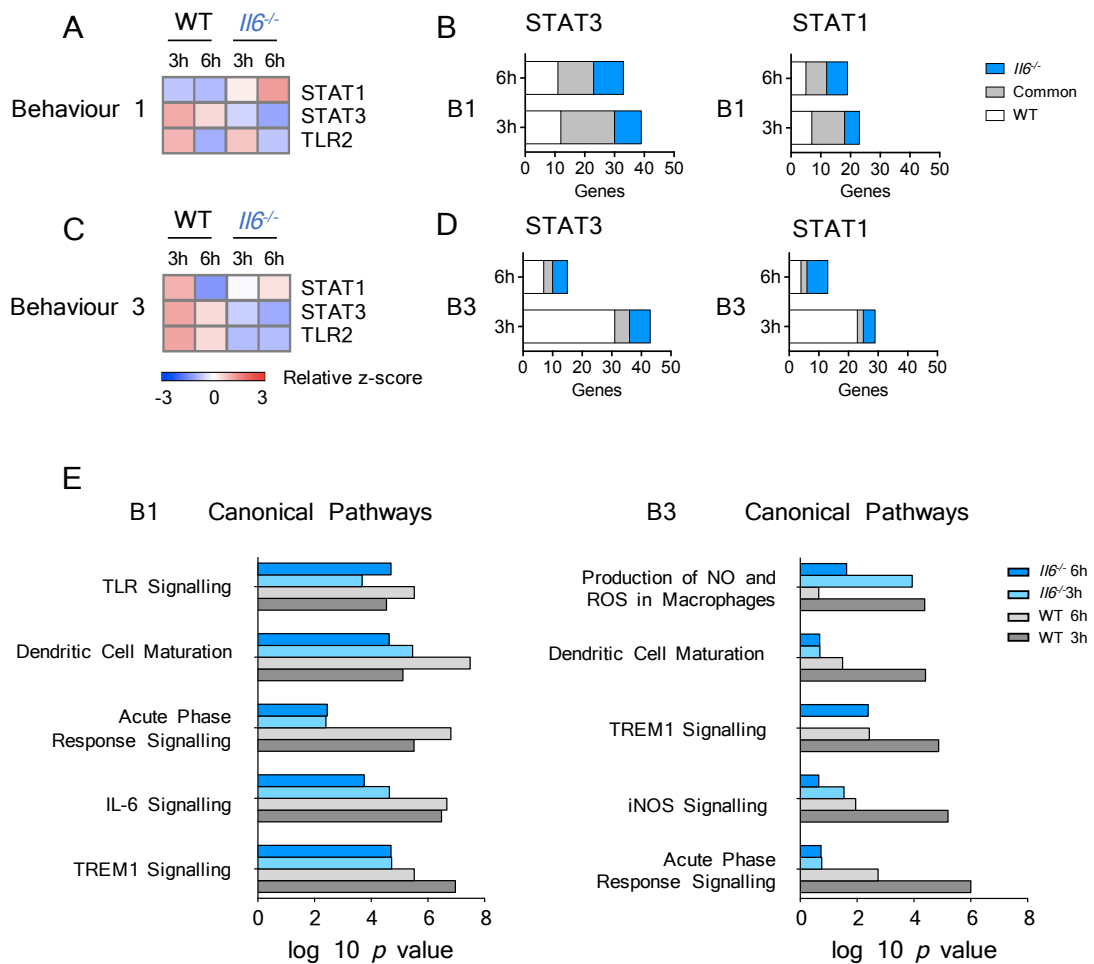 A
WT Il6-/-
3h 6h 3h 6h
Behaviour 1
STAT1
STAT3
TLR2
B
STAT3
B1
6h
3h
0 10 20 30 40 50
Genes
STAT1
B1
6h
3h
0 10 20 30 40 50
Genes
Il6-/-
Common
WT
C
WT Il6-/-
3h 6h 3h 6h
Behaviour 3
STAT1
STAT3
TLR2
Relative z-score
-3 0 3
D
STAT3
B3
6h
3h
0 10 20 30 40 50
Genes
STAT1
B3
6h
3h
0 10 20 30 40 50
Genes
E
B1 Canonical Pathways
TLR Signalling
Dendritic Cell Maturation
Acute Phase
Response Signalling
IL-6 Signalling
TREM1 Signalling
0 2 4 6 8
log 10 p value
B3 Canonical Pathways
Production of NO and
ROS in Macrophages
Dendritic Cell Maturation
TREM1 Signalling
iNOS Signalling
Acute Phase
Response Signalling
0 2 4 6 8
log 10 p value
Il6-/- 6h
Il6-/-3h
WT 6h
WT 3h